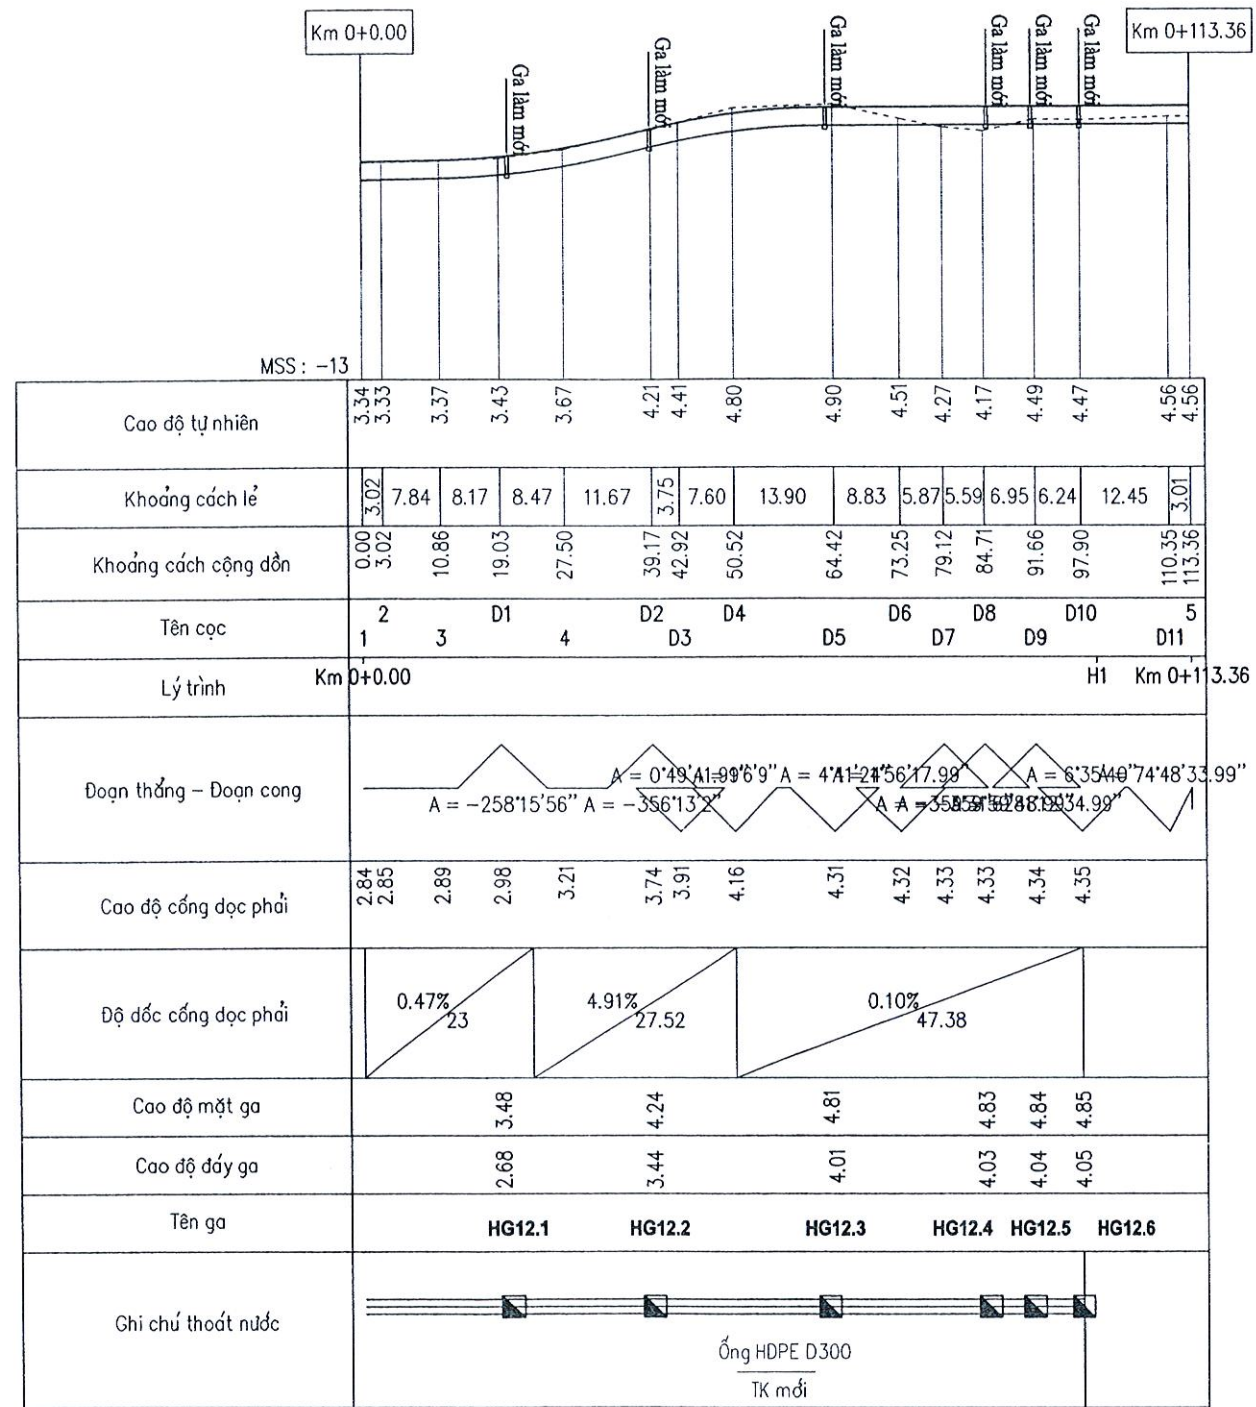 Km 0+0.00
Km 0+113.36
Ga làm mới
Ga làm mới
Ga làm mới
Ga làm mới
Ga làm mới
Ga làm mới
MSS : -13
Cao độ tự nhiên
3.34 3.33 3.37 3.43 3.67 4.21 4.41 4.80 4.90 4.51 4.27 4.17 4.49 4.47 4.56 4.56
Khoảng cách lẻ
3.02 7.84 8.17 8.47 11.67 3.75 7.60 13.90 8.83 5.87 5.59 6.95 6.24 12.45 3.01
Khoảng cách cộng dồn
0.00 3.02 10.86 19.03 27.50 39.17 42.92 50.52 64.42 73.25 79.12 84.71 91.66 97.90 110.35 113.36
Tên cọc
1 2 3 D1 4 D2 D3 D4 D5 D6 D7 D8 D9 D10 D11 5
Lý trình
Km 0+0.00 H1 Km 0+113.36
Đoạn thẳng – Đoạn cong
A = 0°49'
A = 4°11'21"
56'17.99"
A = 6°35'40"
74°48'33.99"
A = -258°15'56"
A = -356°13'2"
Cao độ cống dọc phải
2.84 2.85 2.89 2.98 3.21 3.74 3.91 4.16 4.31 4.32 4.33 4.33 4.34 4.35
Độ dốc cống dọc phải
0.47% 23
4.91% 27.52
0.10% 47.38
Cao độ mặt ga
3.48 4.24 4.81 4.83 4.84 4.85
Cao độ đáy ga
2.68 3.44 4.01 4.03 4.04 4.05
Tên ga
HG12.1 HG12.2 HG12.3 HG12.4 HG12.5 HG12.6
Ghi chú thoát nước
Ống HDPE D300
TK mới